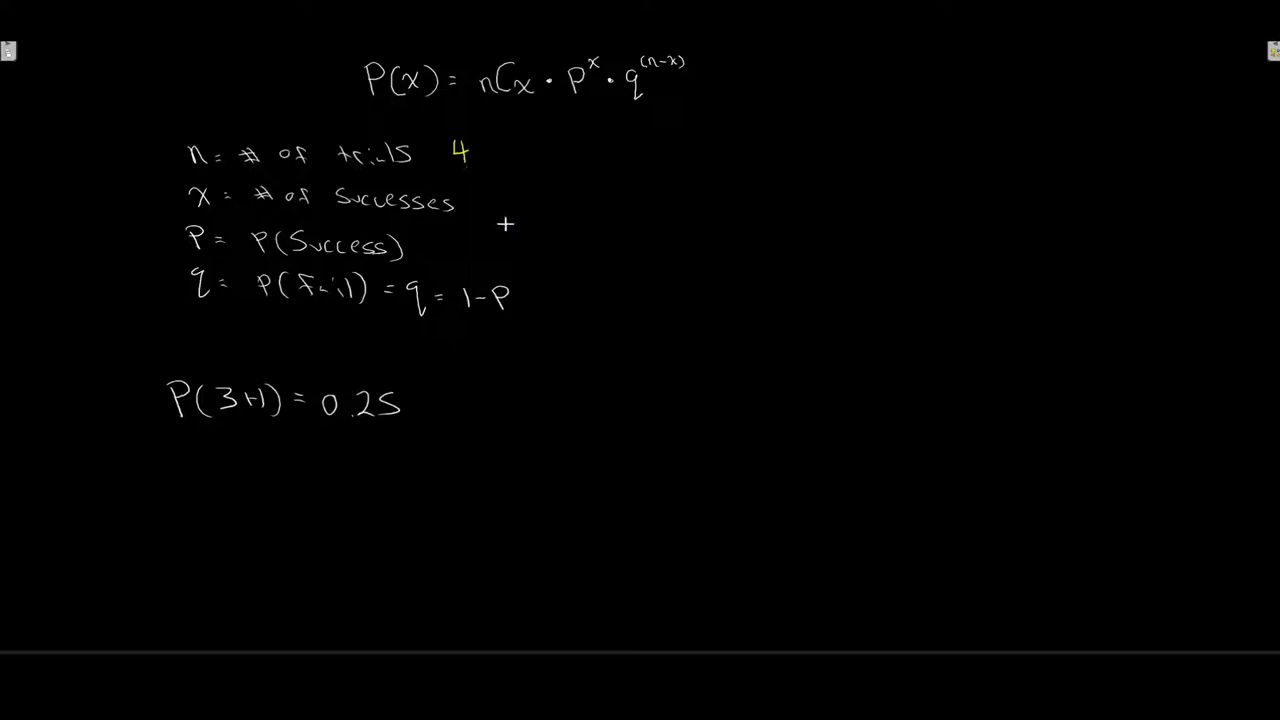 P(x) = nCx · p^x · q^(n-x)
n = # of trials 4
x = # of successes
P = P(Success)
q = P(Fail) = q = 1-P
P(3H) = 0.25